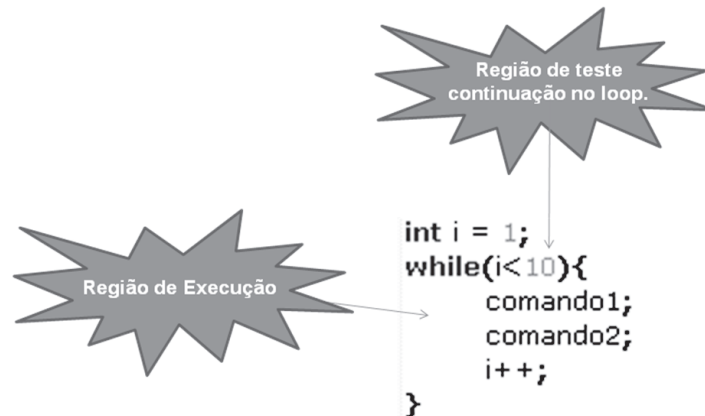 Região de teste
continuação no loop.
Região de Execução
int i = 1;
while(i<10){
comando1;
comando2;
i++;
}